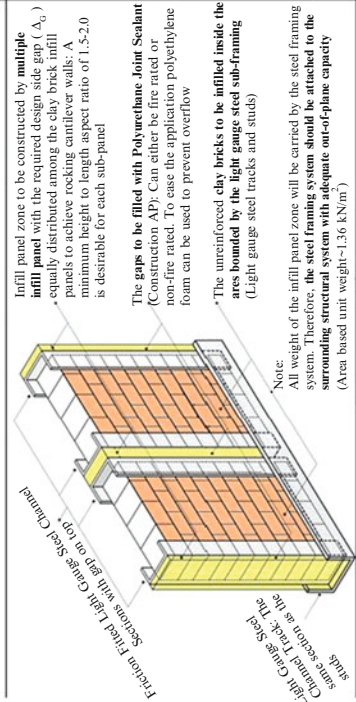 Infill panel zone to be constructed by multiple
infill panel with the required design side gap ( Δ_G )
equally distributed among the clay brick infill
panels to achieve rocking cantilever walls: A
minimum height to length aspect ratio of 1.5-2.0
is desirable for each sub-panel
The gaps to be filled with Polyurethane Joint Sealant
(Construction AP): Can either be fire rated or
non-fire rated. To ease the application polyethylene
foam can be used to prevent overflow
The unreinforced clay bricks to be infilled inside the
ares bounded by the light gauge steel sub-framing
(Light gauge steel tracks and studs)
Note:
All weight of the infill panel zone will be carried by the steel framing
system. Therefore, the steel framing system should be attached to the
surrounding structural system with adequate out-of-plane capacity
(Area based unit weight~1.36 kN/m²)
Friction Fitted Light Gauge Steel Channel
Sections with gap on top
ight Gauge Steel
Channel Track: The
same section as the
studs